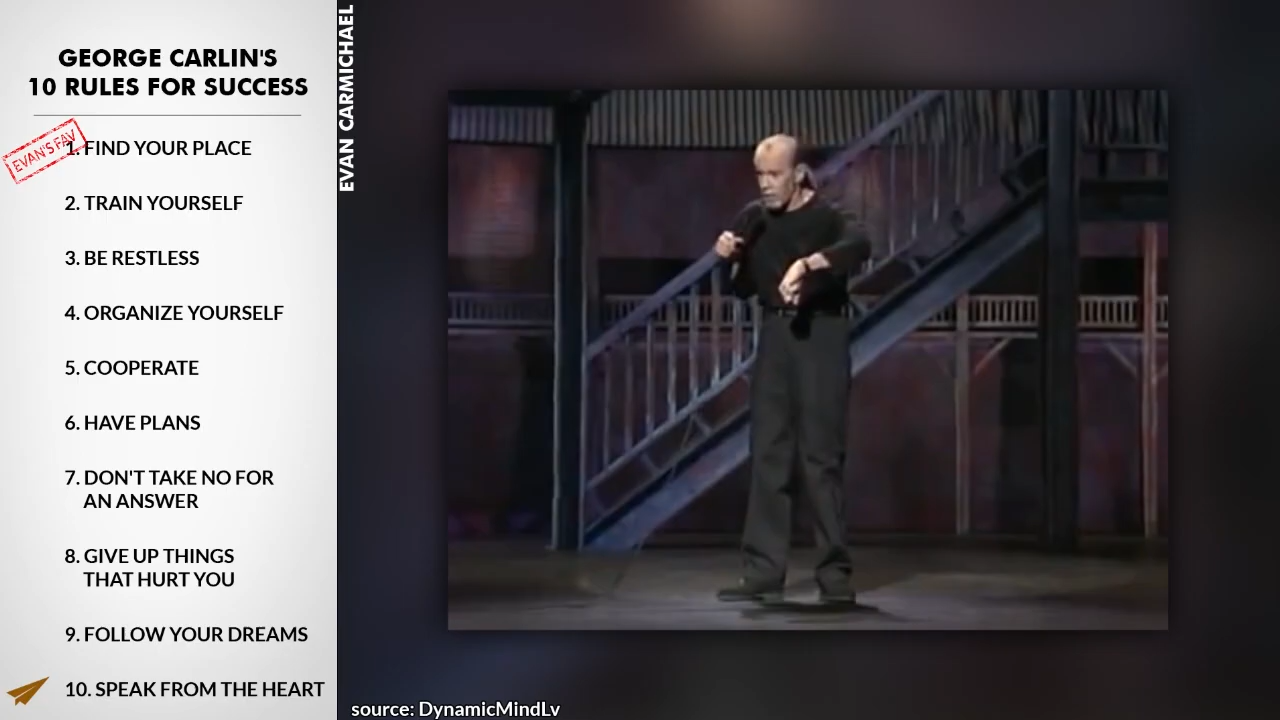 GEORGE CARLIN'S
10 RULES FOR SUCCESS
EVAN'S FAV
1. FIND YOUR PLACE
2. TRAIN YOURSELF
3. BE RESTLESS
4. ORGANIZE YOURSELF
5. COOPERATE
6. HAVE PLANS
7. DON'T TAKE NO FOR
AN ANSWER
8. GIVE UP THINGS
THAT HURT YOU
9. FOLLOW YOUR DREAMS
10. SPEAK FROM THE HEART
EVAN CARMICHAEL
source: DynamicMindLv